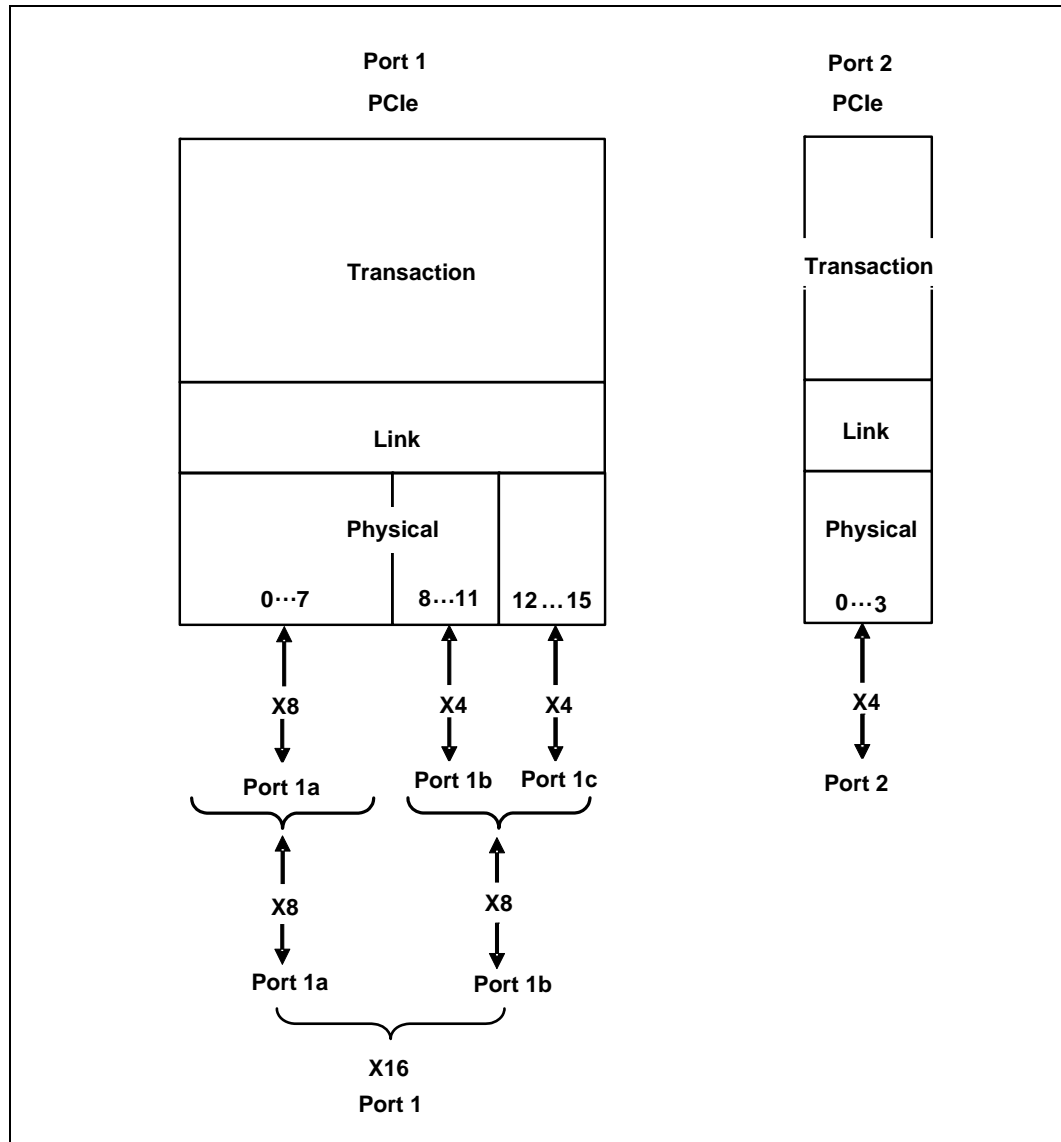 Port 1
PCIe
Port 2
PCIe
Transaction
Transaction
Link
Link
Physical
Physical
0...7
8...11
12...15
0...3
X8
X4
X4
X4
Port 1a
Port 1b
Port 1c
Port 2
X8
X8
Port 1a
Port 1b
X16
Port 1